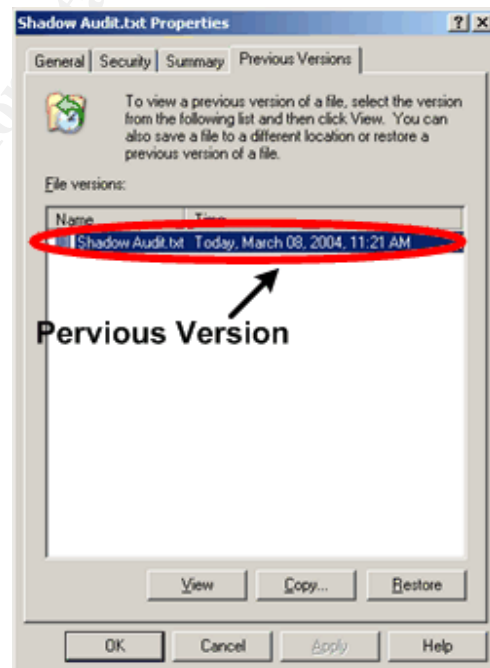 Shadow Audit.txt Properties
General Security Summary Previous Versions
To view a previous version of a file, select the version
from the following list and then click View. You can
also save a file to a different location or restore a
previous version of a file.
File versions:
Name Time
Shadow Audit.txt Today, March 08, 2004, 11:21 AM
Pervious Version
View Copy... Restore
OK Cancel Apply Help